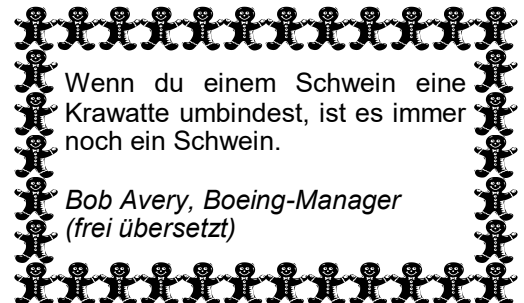 Wenn du einem Schwein eine
Krawatte umbindest, ist es immer
noch ein Schwein.
Bob Avery, Boeing-Manager
(frei übersetzt)